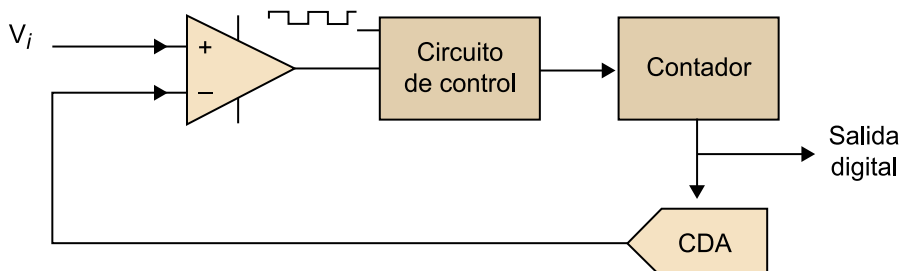 Vi
+
−
Circuito
de control
Contador
Salida
digital
CDA